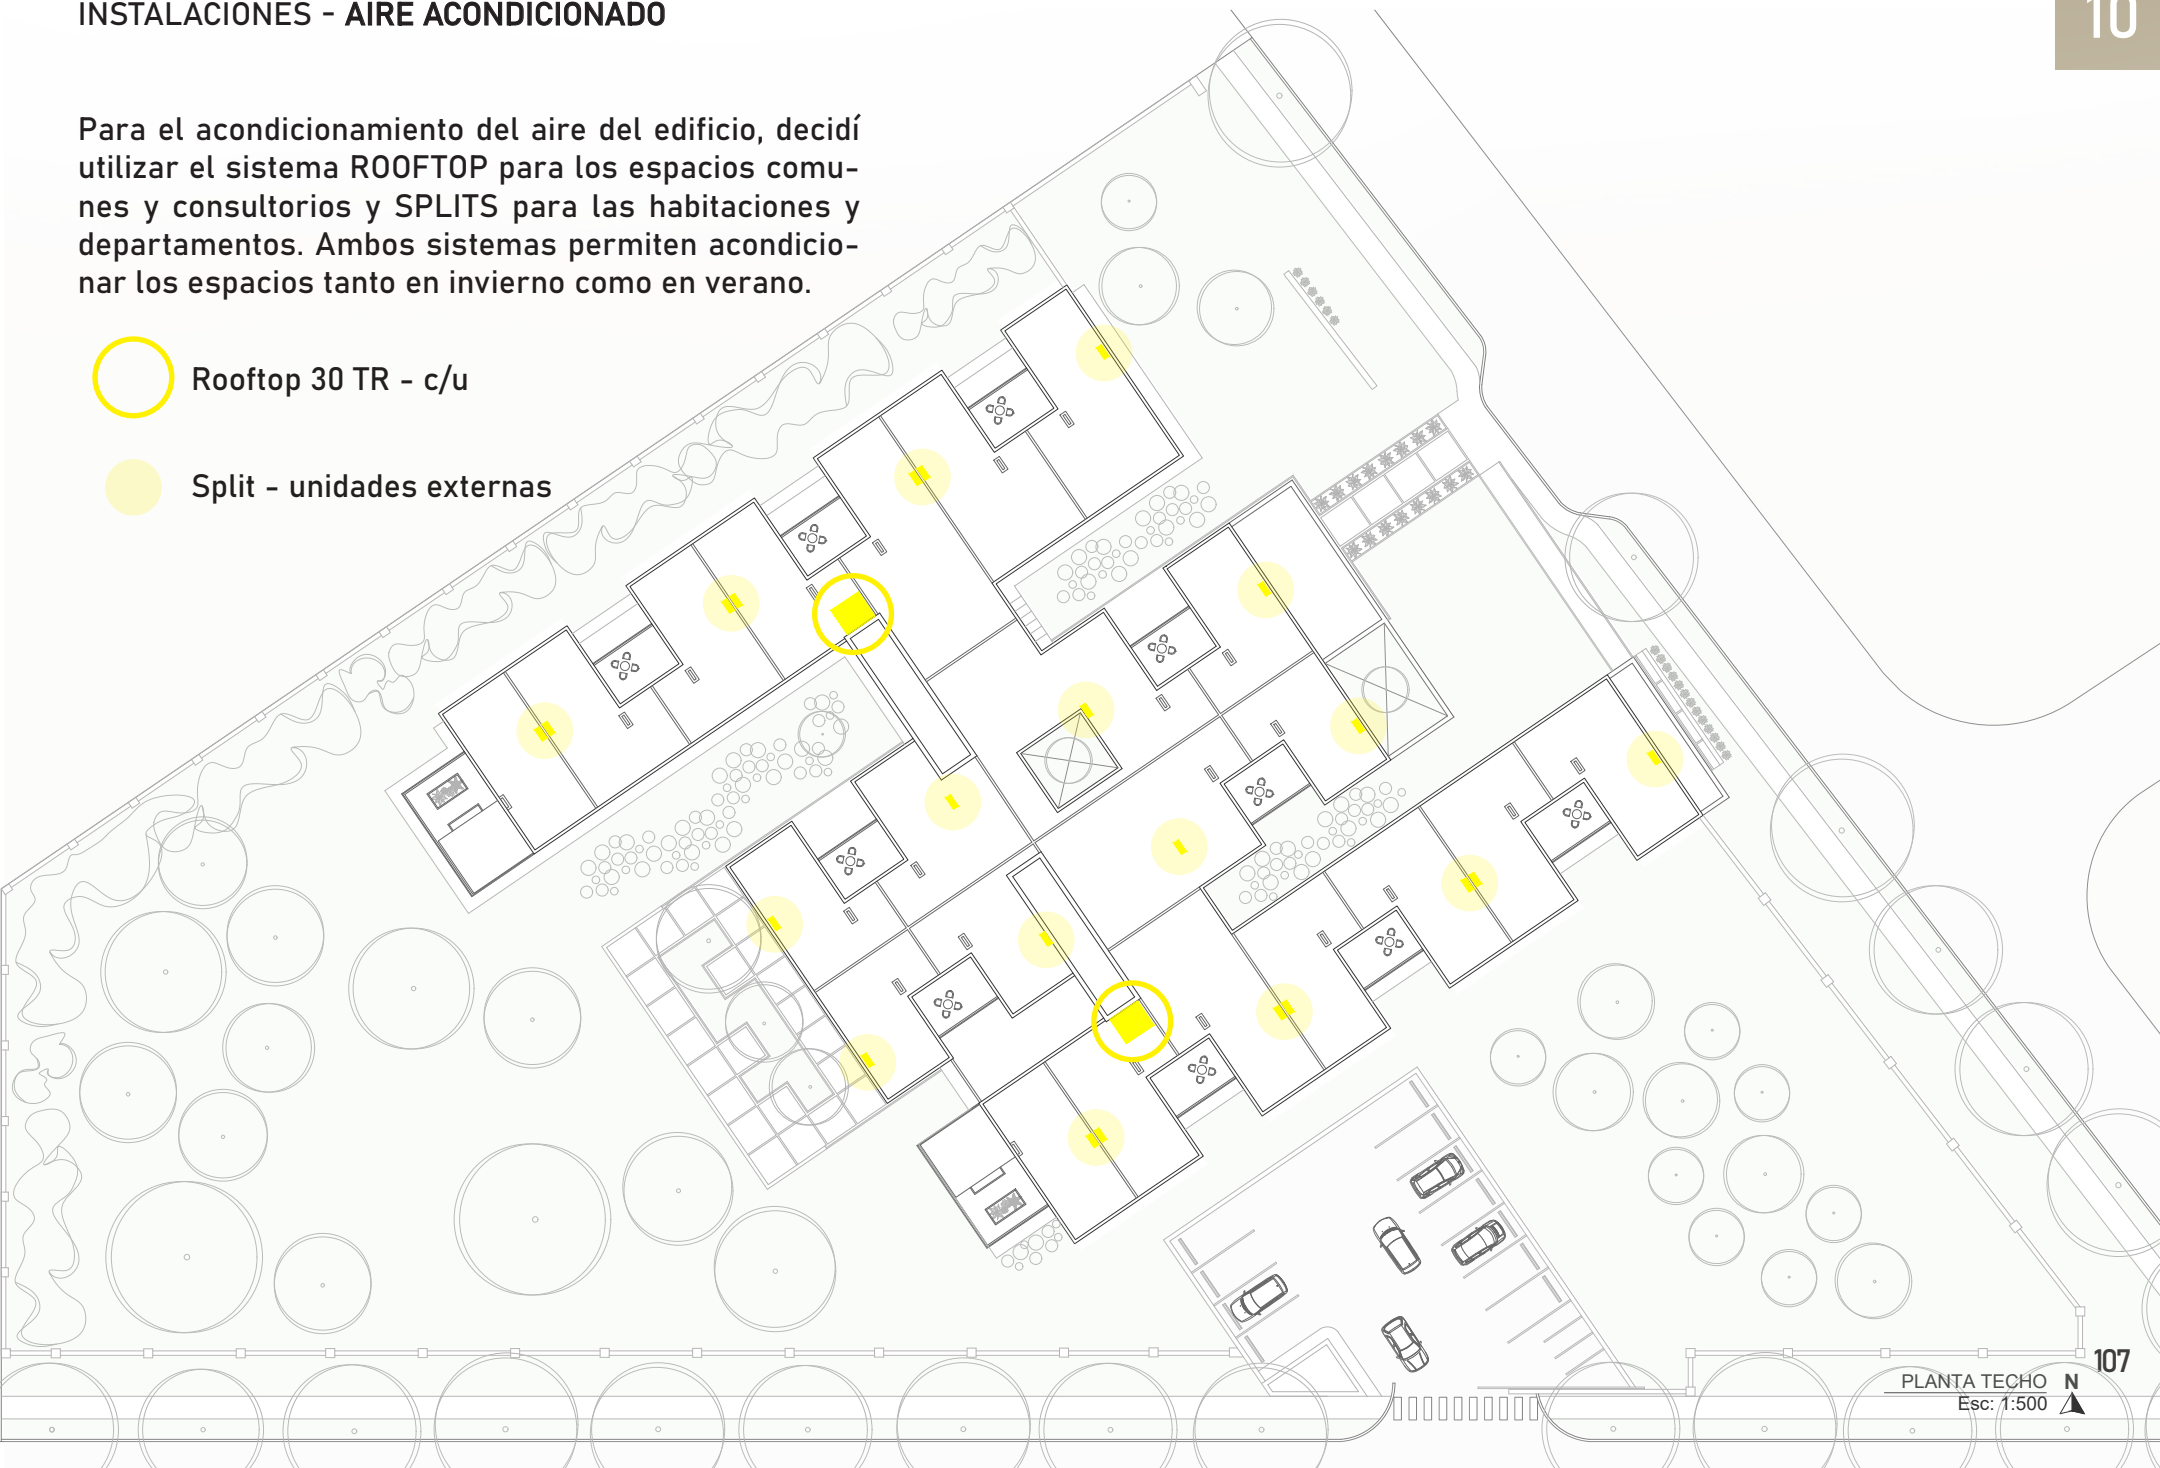 INSTALACIONES - AIRE ACONDICIONADO
10
Para el acondicionamiento del aire del edificio, decidí
utilizar el sistema ROOFTOP para los espacios comu-
nes y consultorios y SPLITS para las habitaciones y
departamentos. Ambos sistemas permiten acondicio-
nar los espacios tanto en invierno como en verano.
Rooftop 30 TR - c/u
Split - unidades externas
107
PLANTA TECHO N
Esc: 1:500